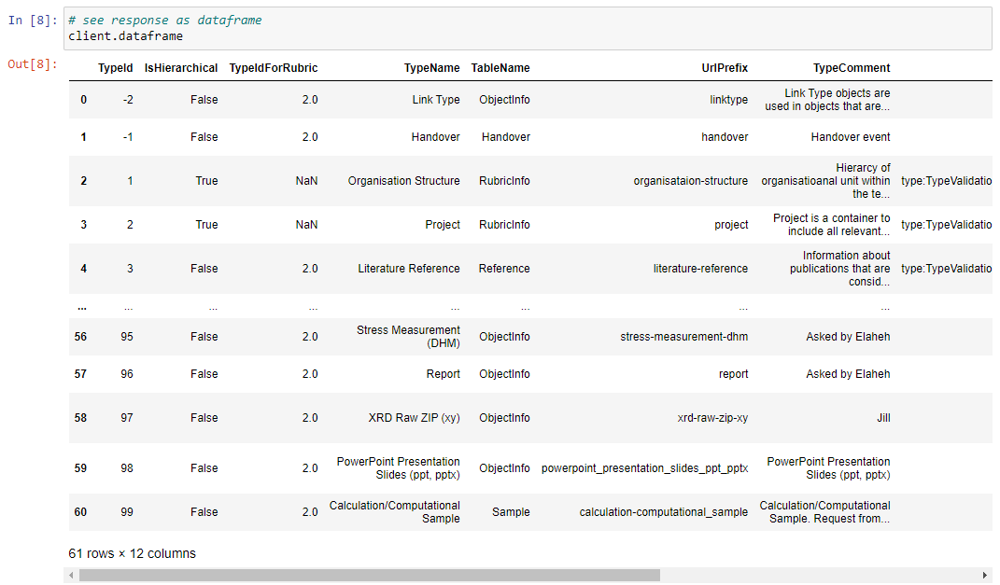 In [8]: # see response as dataframe
client.dataframe
Out[8]:
TypeId IsHierarchical TypeIdForRubric TypeName TableName UrlPrefix TypeComment
0 -2 False 2.0 Link Type ObjectInfo linktype Link Type objects are
used in objects that are...
1 -1 False 2.0 Handover Handover handover Handover event
2 1 True NaN Organisation Structure RubricInfo organisataion-structure Hierarcy of
organisatioanal unit within type:TypeValidatio
the te...
3 2 True NaN Project RubricInfo project Project is a container to
include all relevant... type:TypeValidatio
4 3 False 2.0 Literature Reference Reference literature-reference Information about
publications that are type:TypeValidatio
consid...
... ... ... ... ... ... ... ...
56 95 False 2.0 Stress Measurement
(DHM) ObjectInfo stress-measurement-dhm Asked by Elaheh
57 96 False 2.0 Report ObjectInfo report Asked by Elaheh
58 97 False 2.0 XRD Raw ZIP (xy) ObjectInfo xrd-raw-zip-xy Jill
59 98 False 2.0 PowerPoint Presentation
Slides (ppt, pptx) ObjectInfo powerpoint_presentation_slides_ppt_pptx PowerPoint Presentation
Slides (ppt, pptx)
60 99 False 2.0 Calculation/Computational
Sample Sample calculation-computational_sample Calculation/Computational
Sample. Request from...
61 rows × 12 columns